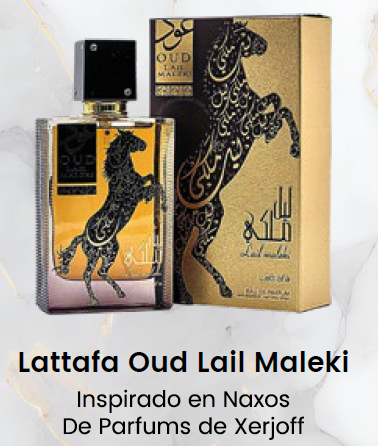 عود
OUD
LAIL
MALEKI
OUD
LAIL
MALEKI
ليل
ملكي
Lail maleki
Lattafa
EAU DE PARFUM
Lattafa Oud Lail Maleki
Inspirado en Naxos
De Parfums de Xerjoff